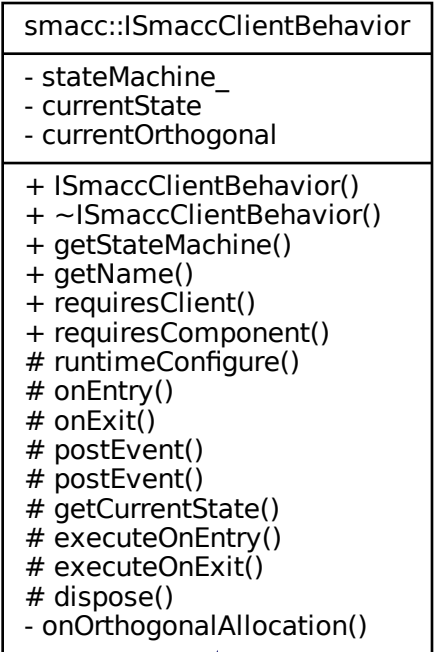 smacc::ISmaccClientBehavior
- stateMachine_
- currentState
- currentOrthogonal
+ ISmaccClientBehavior()
+ ~ISmaccClientBehavior()
+ getStateMachine()
+ getName()
+ requiresClient()
+ requiresComponent()
# runtimeConfigure()
# onEntry()
# onExit()
# postEvent()
# postEvent()
# getCurrentState()
# executeOnEntry()
# executeOnExit()
# dispose()
- onOrthogonalAllocation()